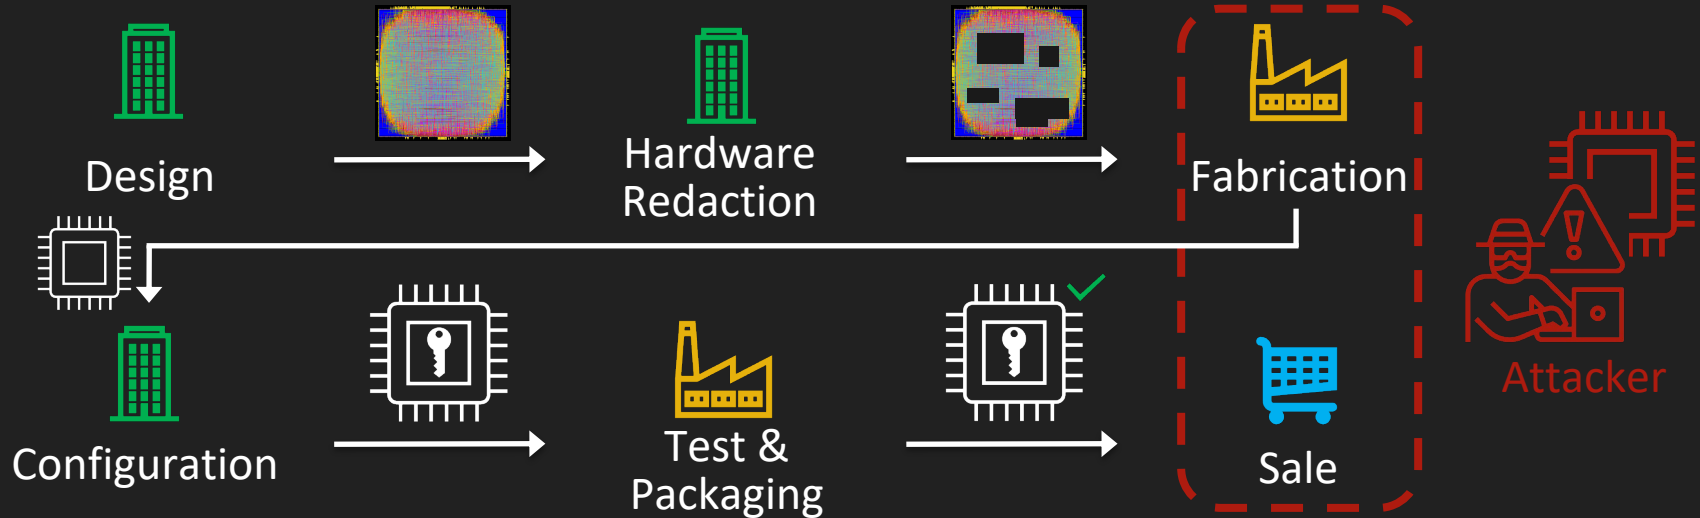 Design
Hardware
Redaction
Fabrication
Configuration
Test &
Packaging
Sale
Attacker